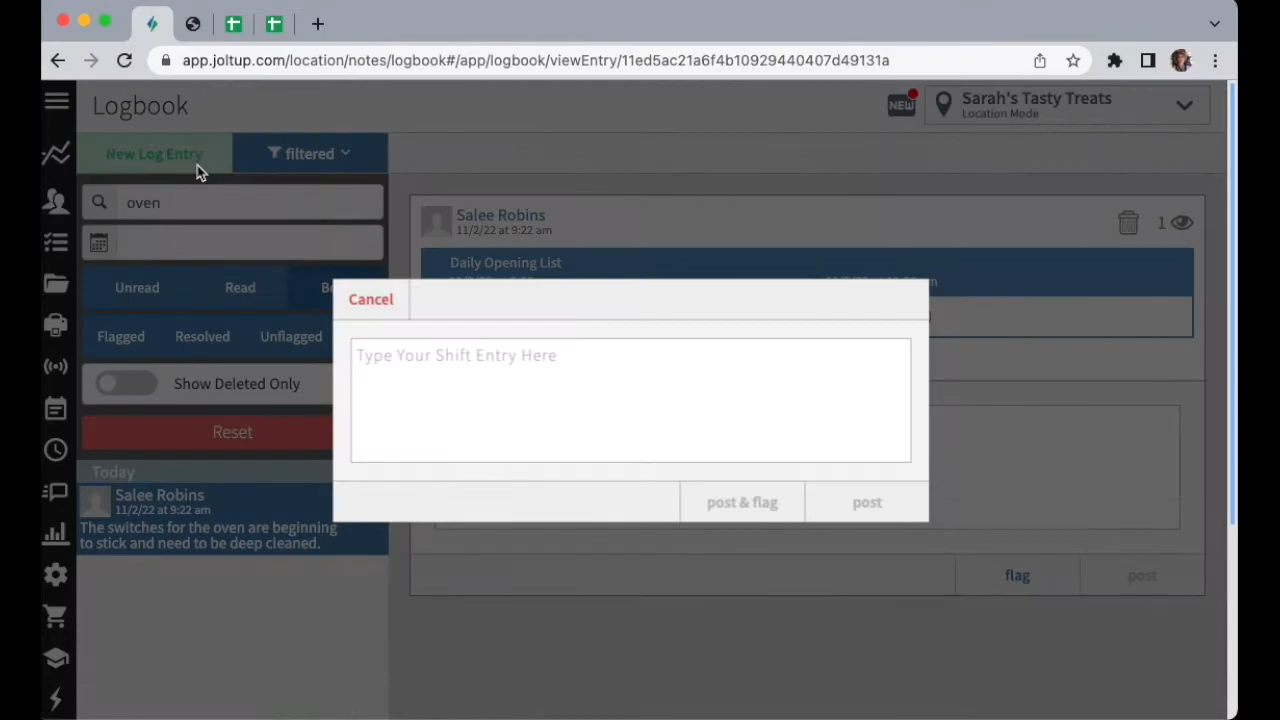 app.joltup.com/location/notes/logbook#/app/logbook/viewEntry/11ed5ac21a6f4b10929440407d49131a
Logbook
NEW
Sarah's Tasty Treats
Location Mode
New Log Entry
filtered
oven
Salee Robins
11/2/22 at 9:22 am
1
Daily Opening List
Unread
Read
Cancel
Type Your Shift Entry Here
Flagged
Resolved
Unflagged
Show Deleted Only
Reset
Today
Salee Robins
11/2/22 at 9:22 am
The switches for the oven are beginning
to stick and need to be deep cleaned.
post & flag
post
flag
post